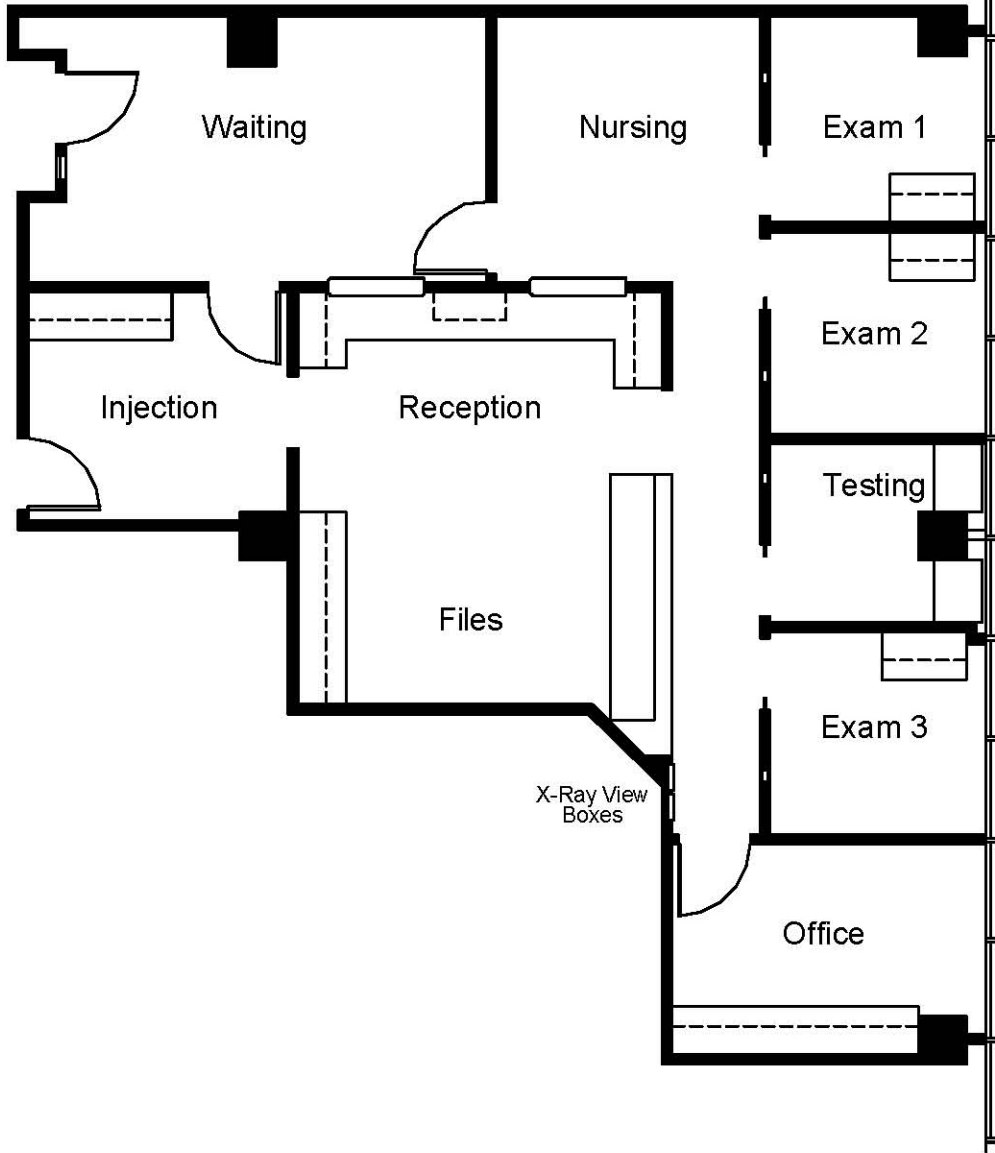 Waiting
Nursing
Exam 1
Exam 2
Injection
Reception
Testing
Files
Exam 3
X-Ray View
Boxes
Office